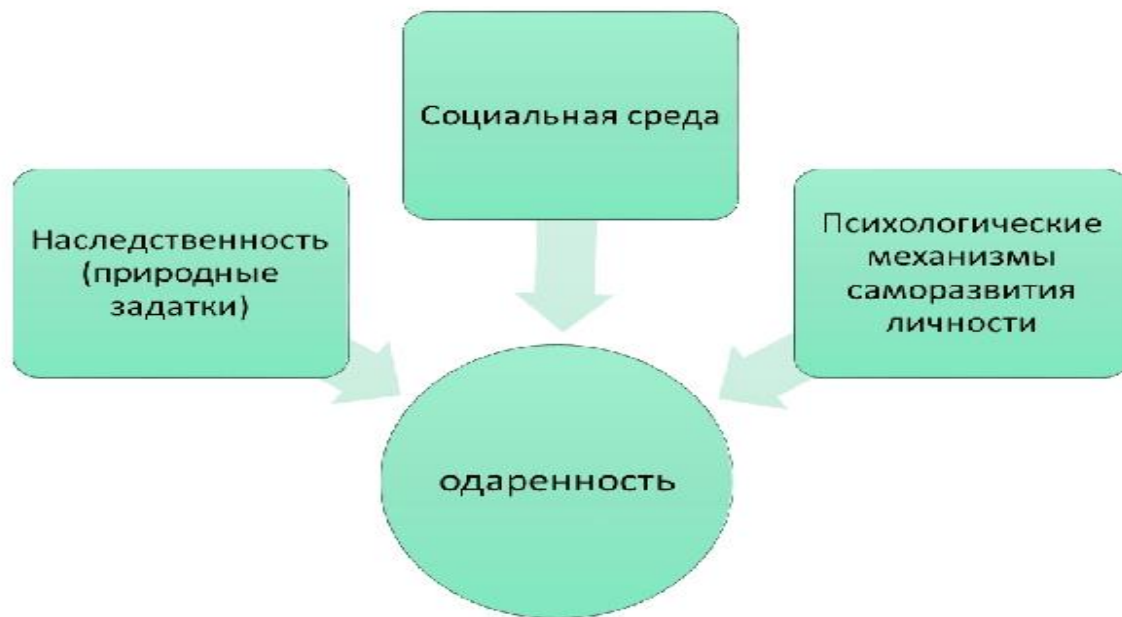 Социальная среда
Наследственность
(природные
задатки)
Психологические
механизмы
саморазвития
личности
одаренность